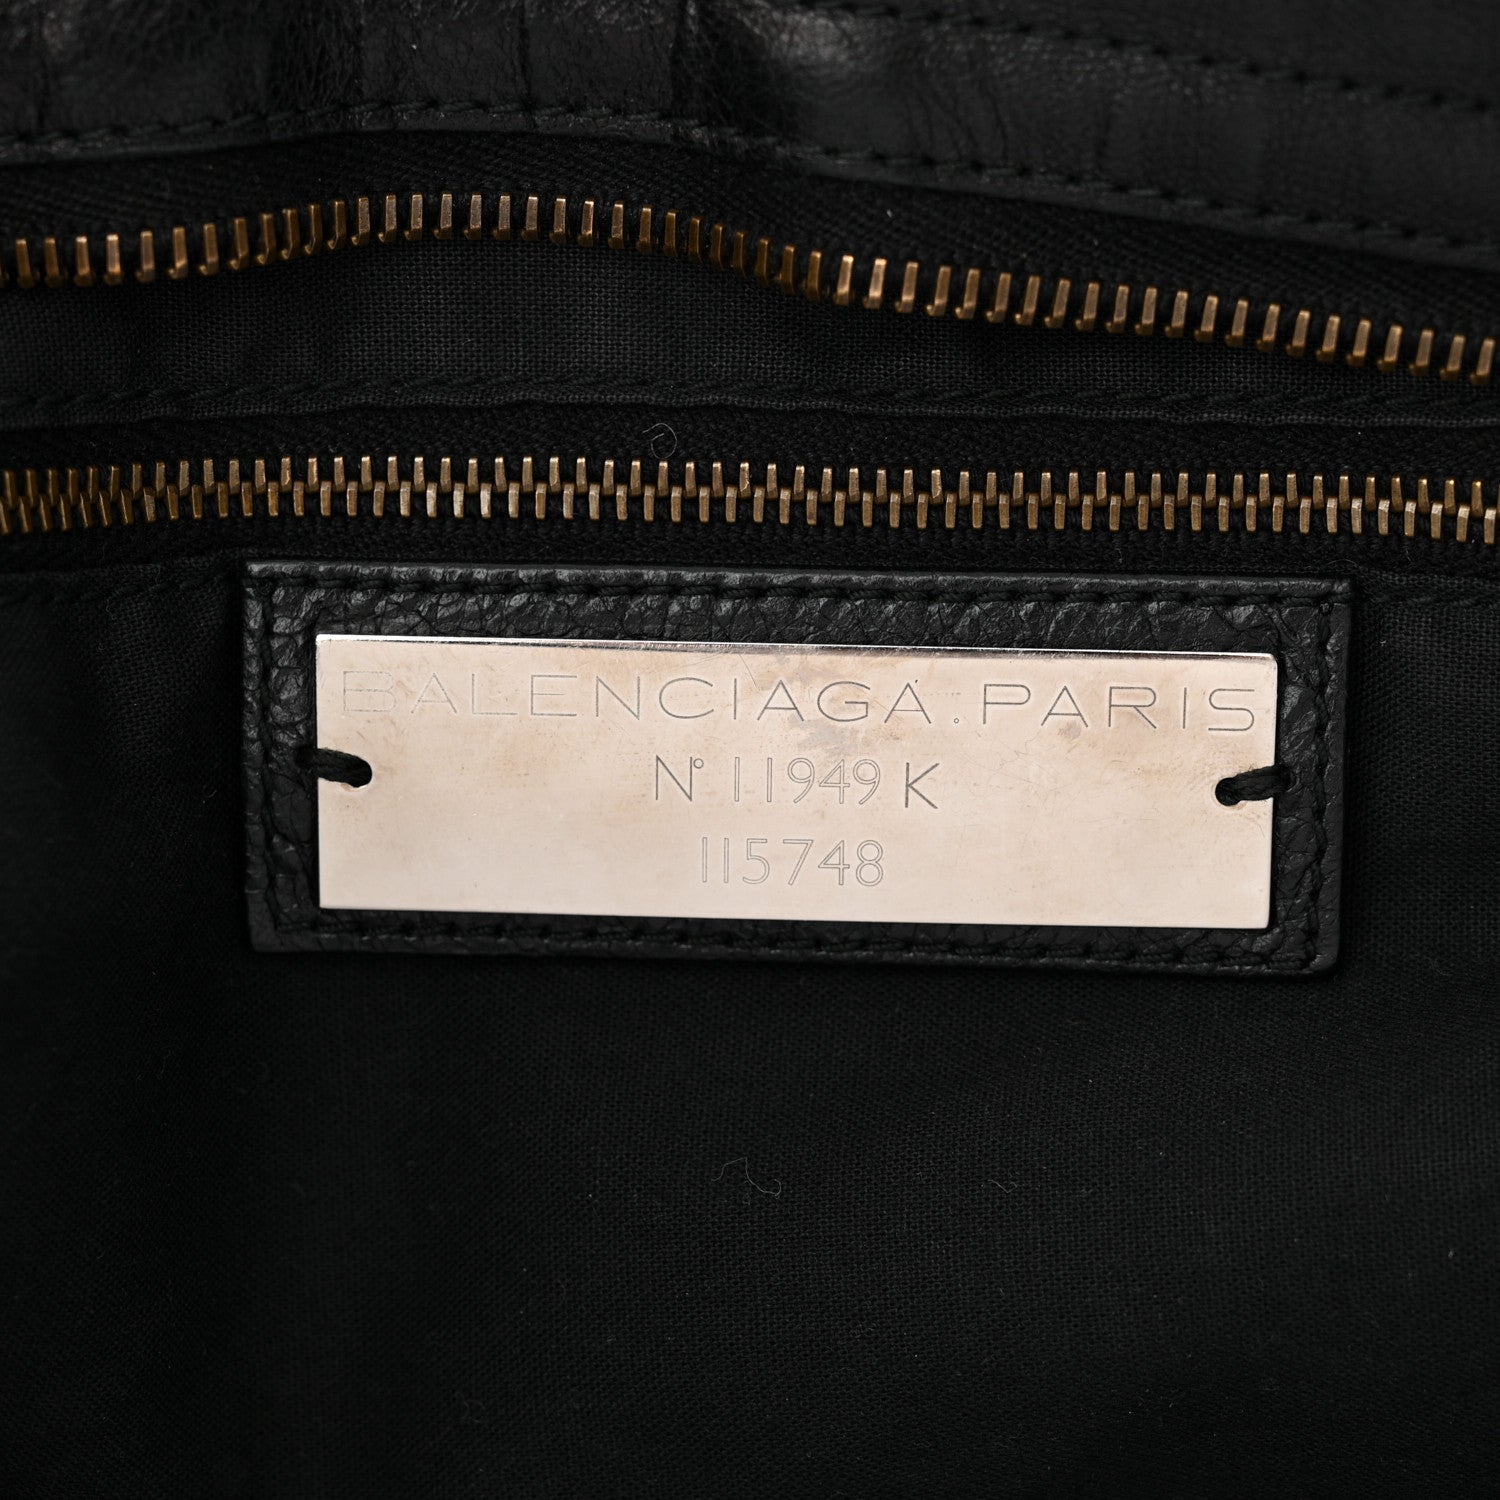 BALENCIAGA.PARIS
N° 11949 K
115748